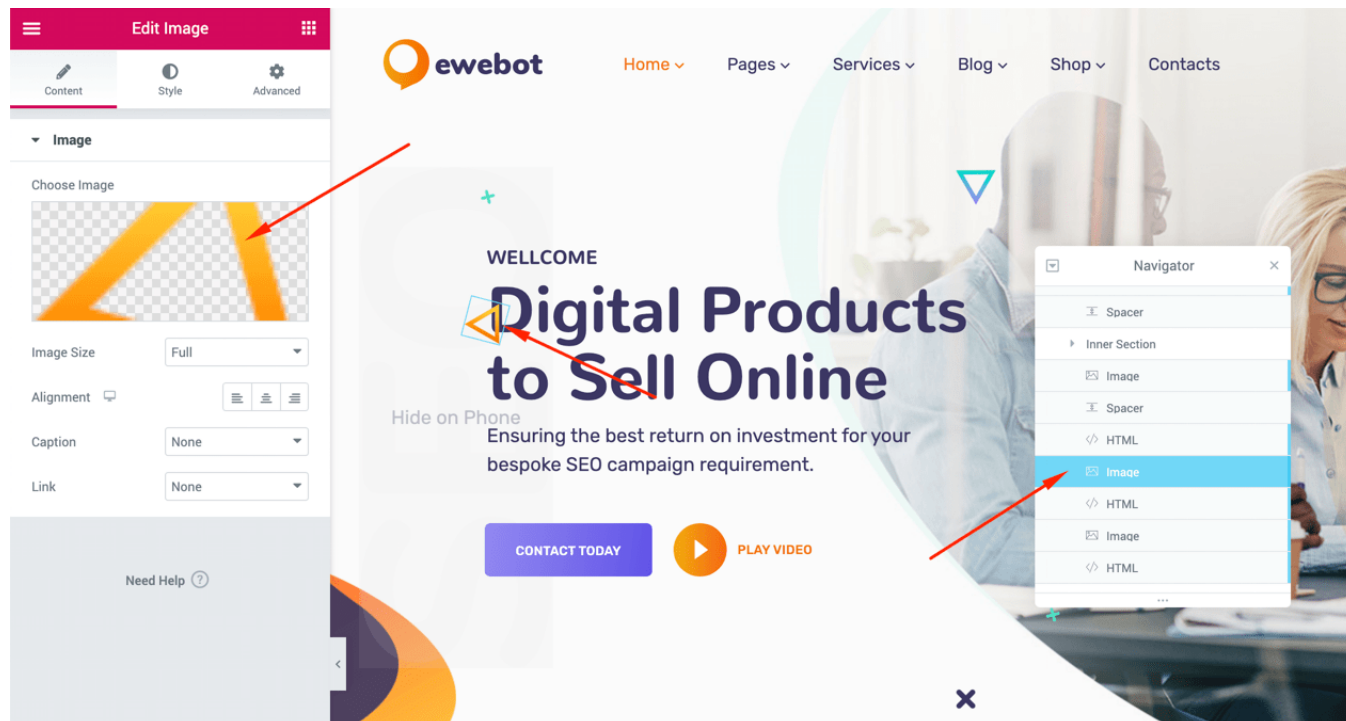 Edit Image
Content
Style
Advanced
Image
Choose Image
Image Size
Full
Alignment
Caption
None
Link
None
Need Help ?
ewebot
Home
Pages
Services
Blog
Shop
Contacts
WELLCOME
Digital Products
to Sell Online
Hide on Phone
Ensuring the best return on investment for your
bespoke SEO campaign requirement.
CONTACT TODAY
PLAY VIDEO
Navigator
Spacer
Inner Section
Image
Spacer
</> HTML
Image
</> HTML
Image
</> HTML